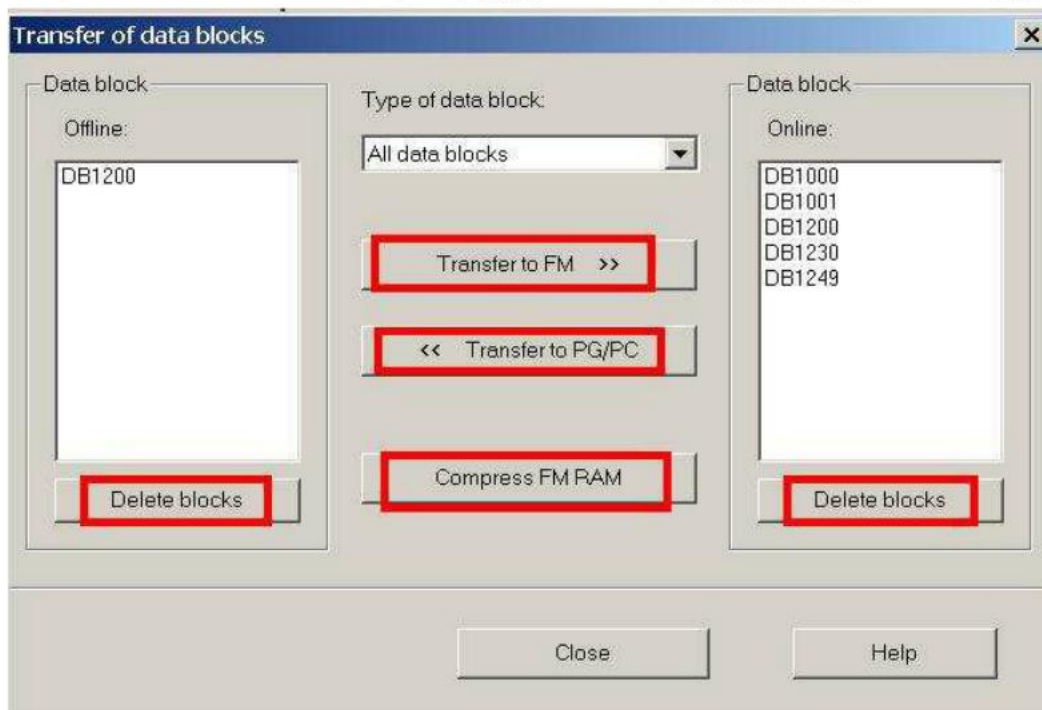 Transfer of data blocks
Data block
Offline:
DB1200
Delete blocks
Type of data block:
All data blocks
Transfer to FM >>
<< Transfer to PG/PC
Compress FM RAM
Data block
Online:
DB1000
DB1001
DB1200
DB1230
DB1249
Delete blocks
Close
Help